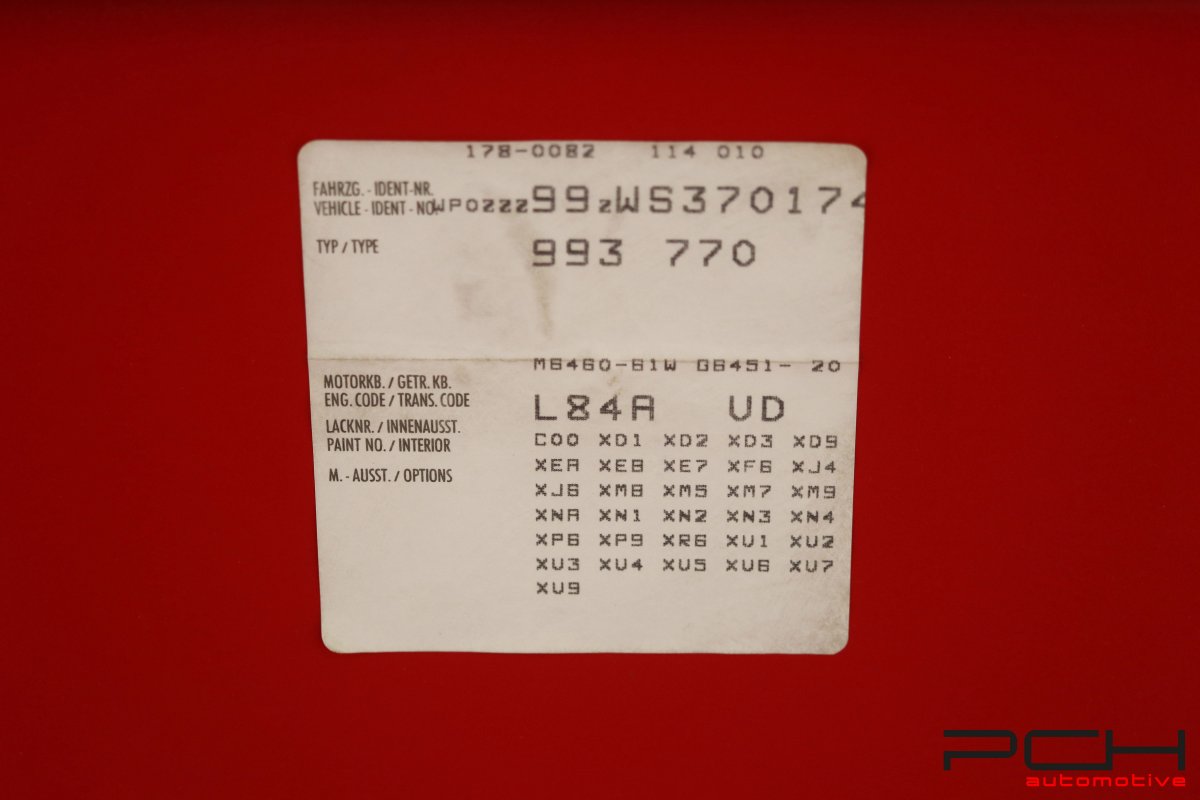 178-0082 114 010
FAHRZG. - IDENT-NR.
VEHICLE - IDENT - NO. WP0ZZZ99ZWS370174
TYP / TYPE 993 770
M6460-61W G6451- 20
MOTORKB. / GETR. KB.
ENG. CODE / TRANS. CODE
L84A UD
LACKNR. / INNENAUSST.
PAINT NO. / INTERIOR
M. - AUSST. / OPTIONS
C00 XD1 XD2 XD3 XD9
XEA XEB XE7 XF6 XJ4
XJ6 XM8 XM5 XM7 XM9
XNA XN1 XN2 XN3 XN4
XP6 XP9 XR6 XU1 XU2
XU3 XU4 XU5 XU6 XU7
XU9
PCH
automotive